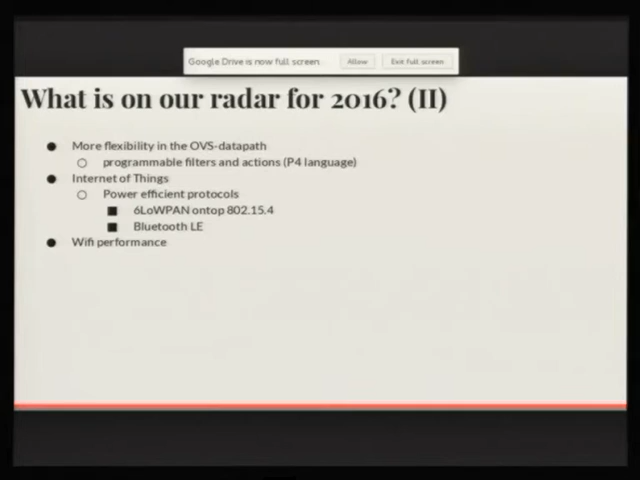 Google Drive is now full screen. Allow Exit full screen
What is on our radar for 2016? (II)
More flexibility in the OVS-datapath
programmable filters and actions (P4 language)
Internet of Things
Power efficient protocols
6LoWPAN ontop 802.15.4
Bluetooth LE
Wifi performance